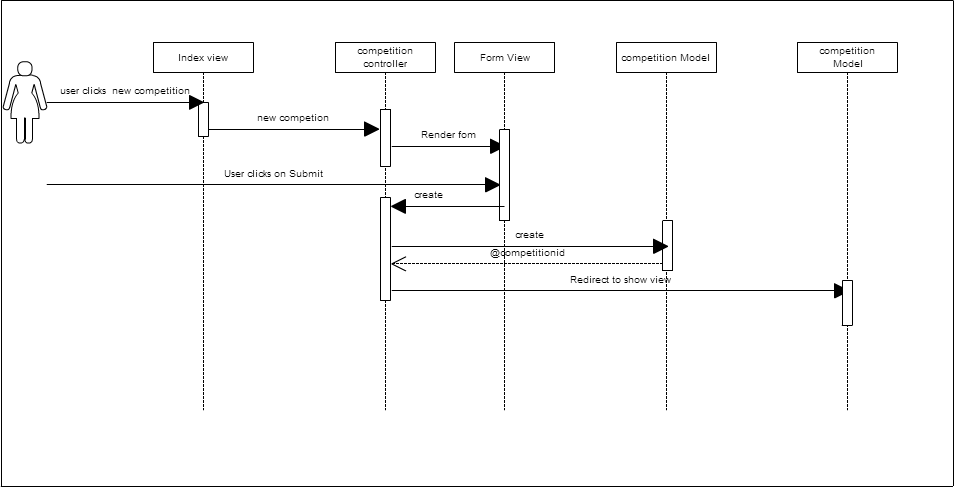 Index view
competition
controller
Form View
competition Model
competition
Model
user clicks  new competition
new competion
Render fom
User clicks on Submit
create
create
@competitionid
Redirect to show view